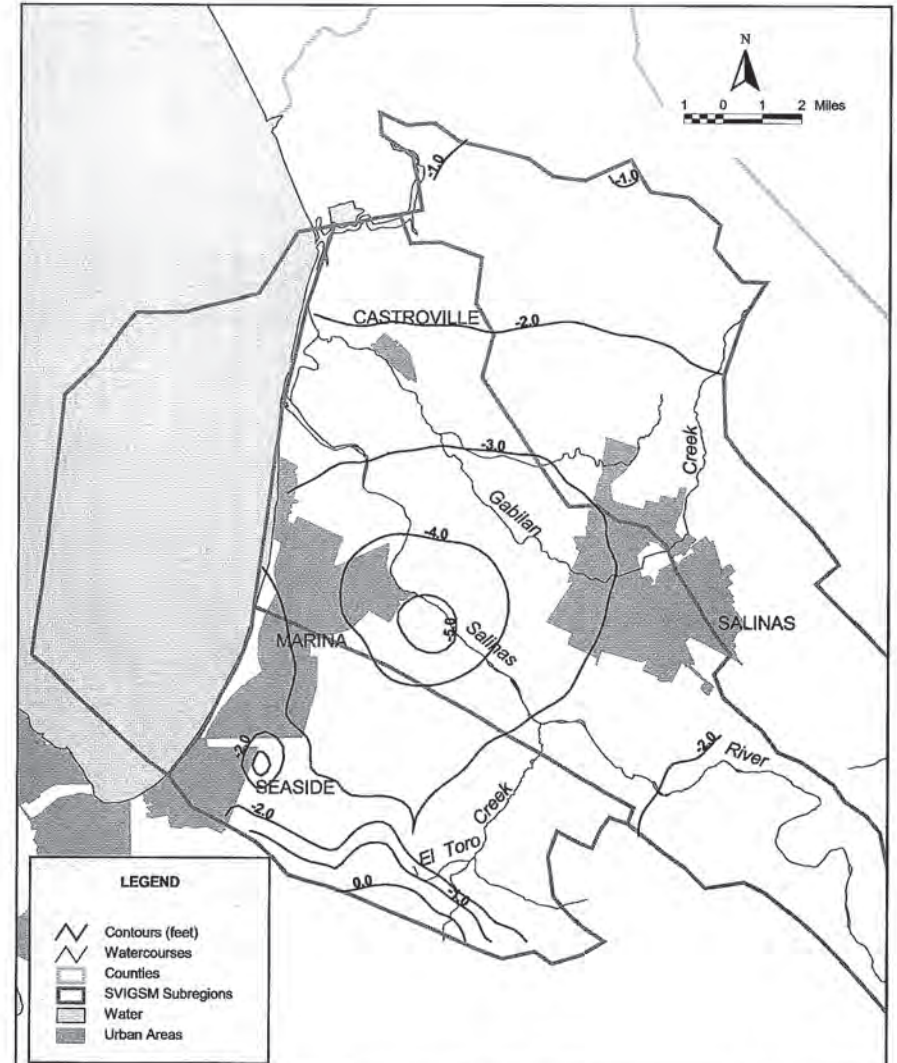 N
1 0 1 2 Miles
-1.0
-1.0
CASTROVILLE
-2.0
-3.0
Creek
Gabilan
-4.0
-5.0
Salinas
SALINAS
MARINA
-2.0
-2.0
River
SEASIDE
-2.0
El Toro Creek
-1.0
0.0
LEGEND
Contours (feet)
Watercourses
Counties
SVIGSM Subregions
Water
Urban Areas